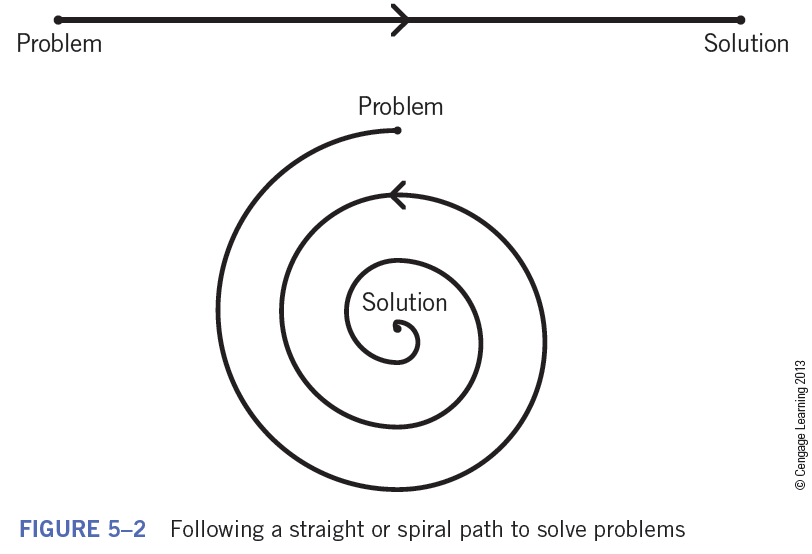 Problem
Solution
Problem
Solution
© Cengage Learning 2013
FIGURE 5–2 Following a straight or spiral path to solve problems